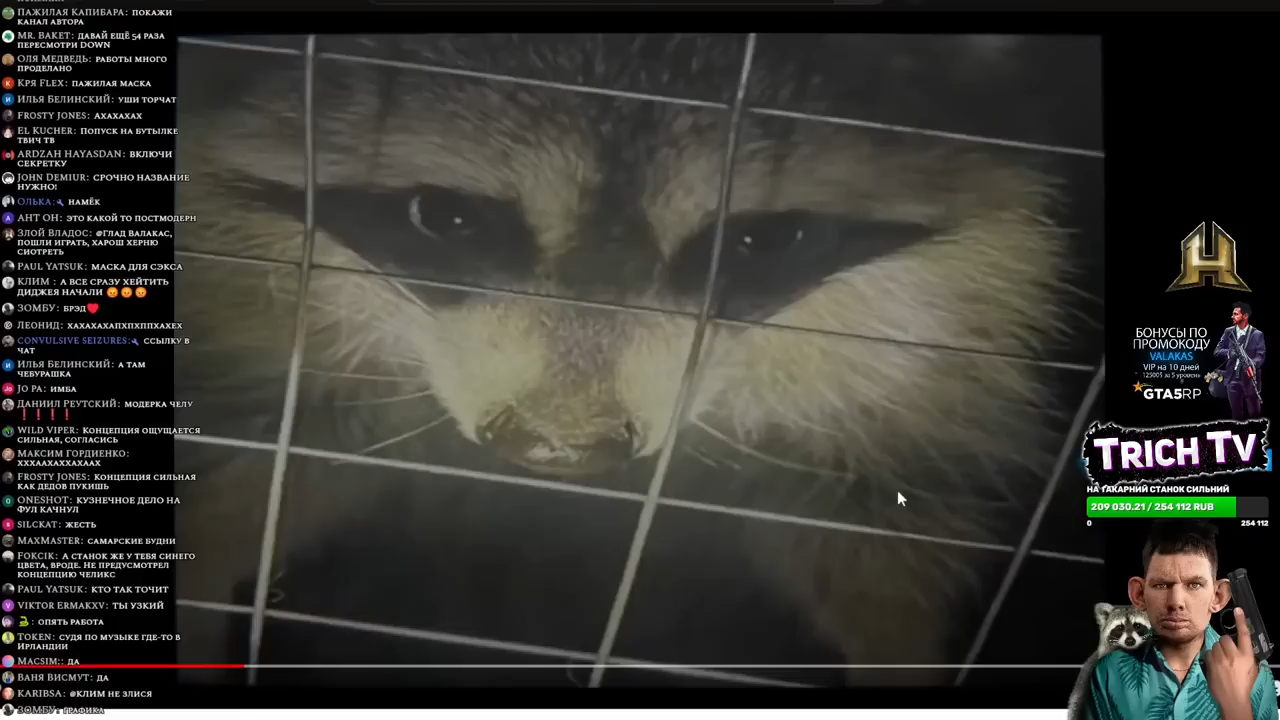 ПАЖИЛАЯ КАПИБАРА: ПОКАЖИ
КАНАЛ АВТОРА
MR. BAKET: ДАВАЙ ЕЩЁ 54 РАЗА
ПЕРЕСМОТРИ DOWN
ОЛЯ МЕДВЕДЬ: РАБОТЫ МНОГО
ПРОДЕЛАНО
КРЯ FLEX: ПАЖИЛАЯ МАСКА
ИЛЬЯ БЕЛИНСКИЙ: УШИ ТОРЧАТ
FROSTY JONES: АХАХАХАХ
EL KUCHER: ПОПУСК НА БУТЫЛКЕ
ТВИЧ ТВ
ARDZAH HAYASDAN: ВКЛЮЧИ
СЕКРЕТКУ
JOHN DEMIUR: СРОЧНО НАЗВАНИЕ
НУЖНО!
ОЛЬКА: НАМЁК
АНТ ОН: ЭТО КАКОЙ ТО ПОСТМОДЕРН
ЗЛОЙ ВЛАДОС: @ГЛАД ВАЛАКАС,
ПОШЛИ ИГРАТЬ, ХАРОШ ХЕРНЮ
СМОТРЕТЬ
PAUL YATSUK: МАСКА ДЛЯ СЭКСА
КЛИМ: А ВСЕ СРАЗУ ХЕЙТИТЬ
ДИДЖЕЯ НАЧАЛИ 😡😡😡
ЗОМБУ: БРЭД❤️
ЛЕОНИД: ХАХАХАХАПХПХППХАХЕХ
CONVULSIVE SEIZURES: ССЫЛКУ В
ЧАТ
ИЛЬЯ БЕЛИНСКИЙ: А ТАМ
ЧЕБУРАШКА
JO PA: ИМБА
ДАНИИЛ РЕУТСКИЙ: МОДЕРКА ЧЕЛУ
❗❗❗❗
WILD VIPER: КОНЦЕПЦИЯ ОЩУЩАЕТСЯ
СИЛЬНАЯ, СОГЛАСИСЬ
МАКСИМ ГОРДИЕНКО:
ХХХААХАХХАХААХ
FROSTY JONES: КОНЦЕПЦИЯ СИЛЬНАЯ
КАК ДЕДОВ ПУКИШЬ
ONESHOT: КУЗНЕЧНОЕ ДЕЛО НА
ФУЛ КАЧНУЛ
SILCKAT: ЖЕСТЬ
MAXMASTER: САМАРСКИЕ БУДНИ
FOKCIK: А СТАНОК ЖЕ У ТЕБЯ СИНЕГО
ЦВЕТА, ВРОДЕ. НЕ ПРЕДУСМОТРЕЛ
КОНЦЕПЦИЮ ЧЕЛИКС
PAUL YATSUK: КТО ТАК ТОЧИТ
VIKTOR ERMAKXV: ТЫ УЗКИЙ
🐍: ОПЯТЬ РАБОТА
TOKEN: СУДЯ ПО МУЗЫКЕ ГДЕ-ТО В
ИРЛАНДИИ
MACSIM:: ДА
ВАНЯ ВИСМУТ: ДА
KARIBSA: @КЛИМ НЕ ЗЛИСЯ
ЗОМБУ: ГРАФИКА
БОНУСЫ ПО
ПРОМОКОДУ
VALAKAS
VIP НА 10 ДНЕЙ
12500$ за 5 уровень
GTA5RP
TRICH TV
НА ТАКАРНИЙ СТАНОК СИЛЬНИЙ
209 030.21 / 254 112 RUB
0
254 112